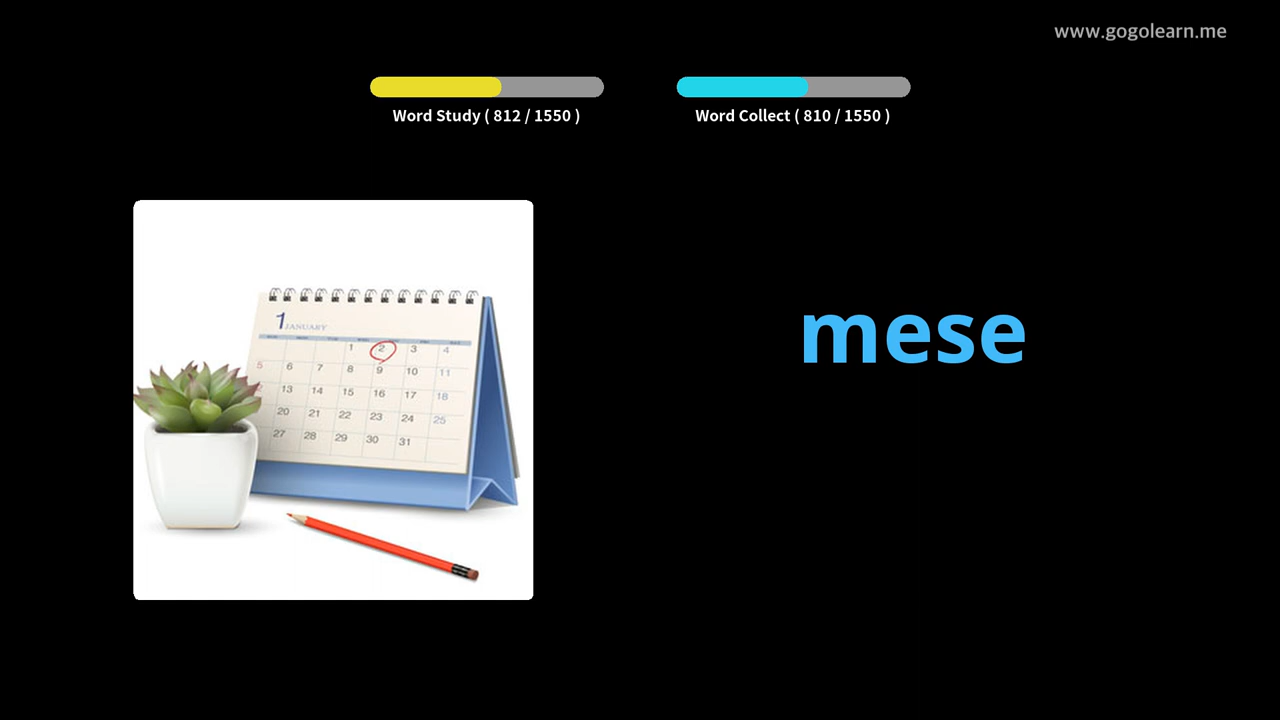 www.gogolearn.me
Word Study ( 812 / 1550 )
Word Collect ( 810 / 1550 )
mese
1 JANUARY
1 2 3 4
5 6 7 8 9 10 11
13 14 15 16 17 18
20 21 22 23 24 25
27 28 29 30 31